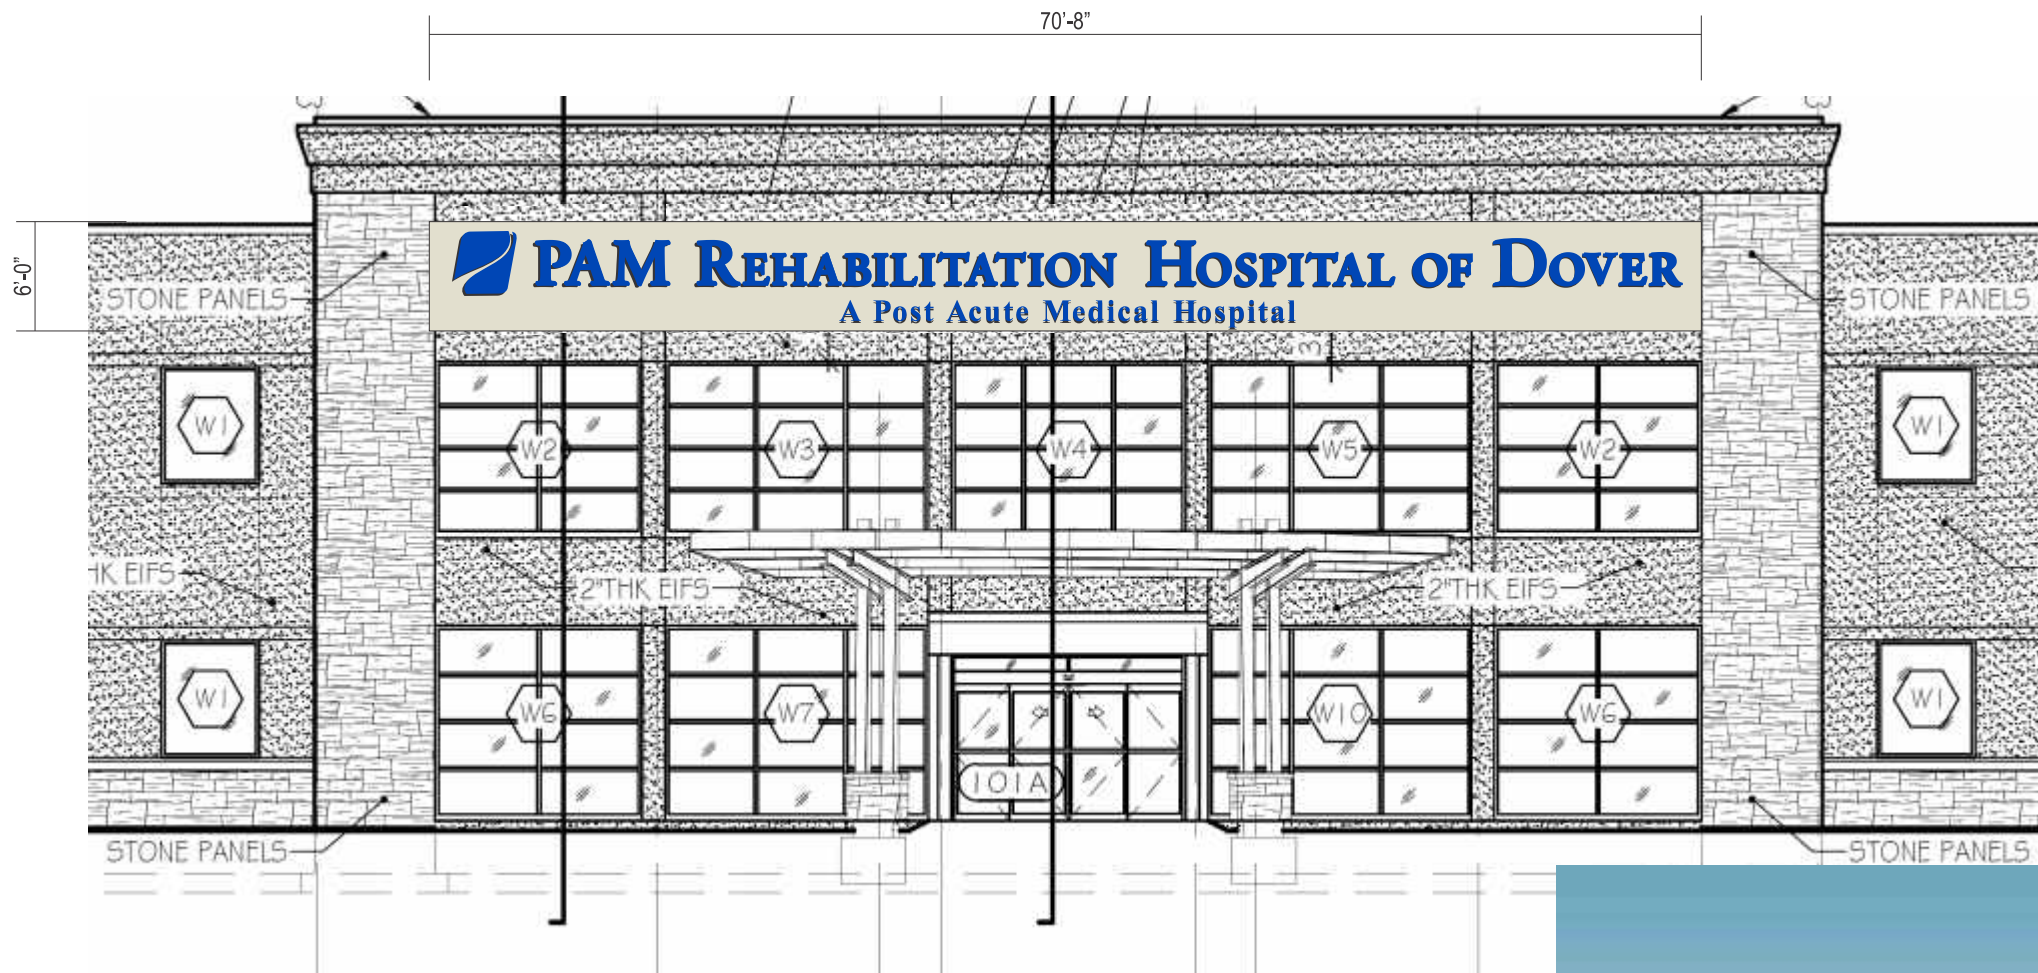 70'-8"
6'-0"
PAM REHABILITATION HOSPITAL OF DOVER
A Post Acute Medical Hospital
STONE PANELS
STONE PANELS
3
W1
W2
W3
W4
W5
W2
W1
HK EIFS
2"THK EIFS
2"THK EIFS
W1
W6
W7
W10
W6
W1
101A
STONE PANELS
STONE PANELS